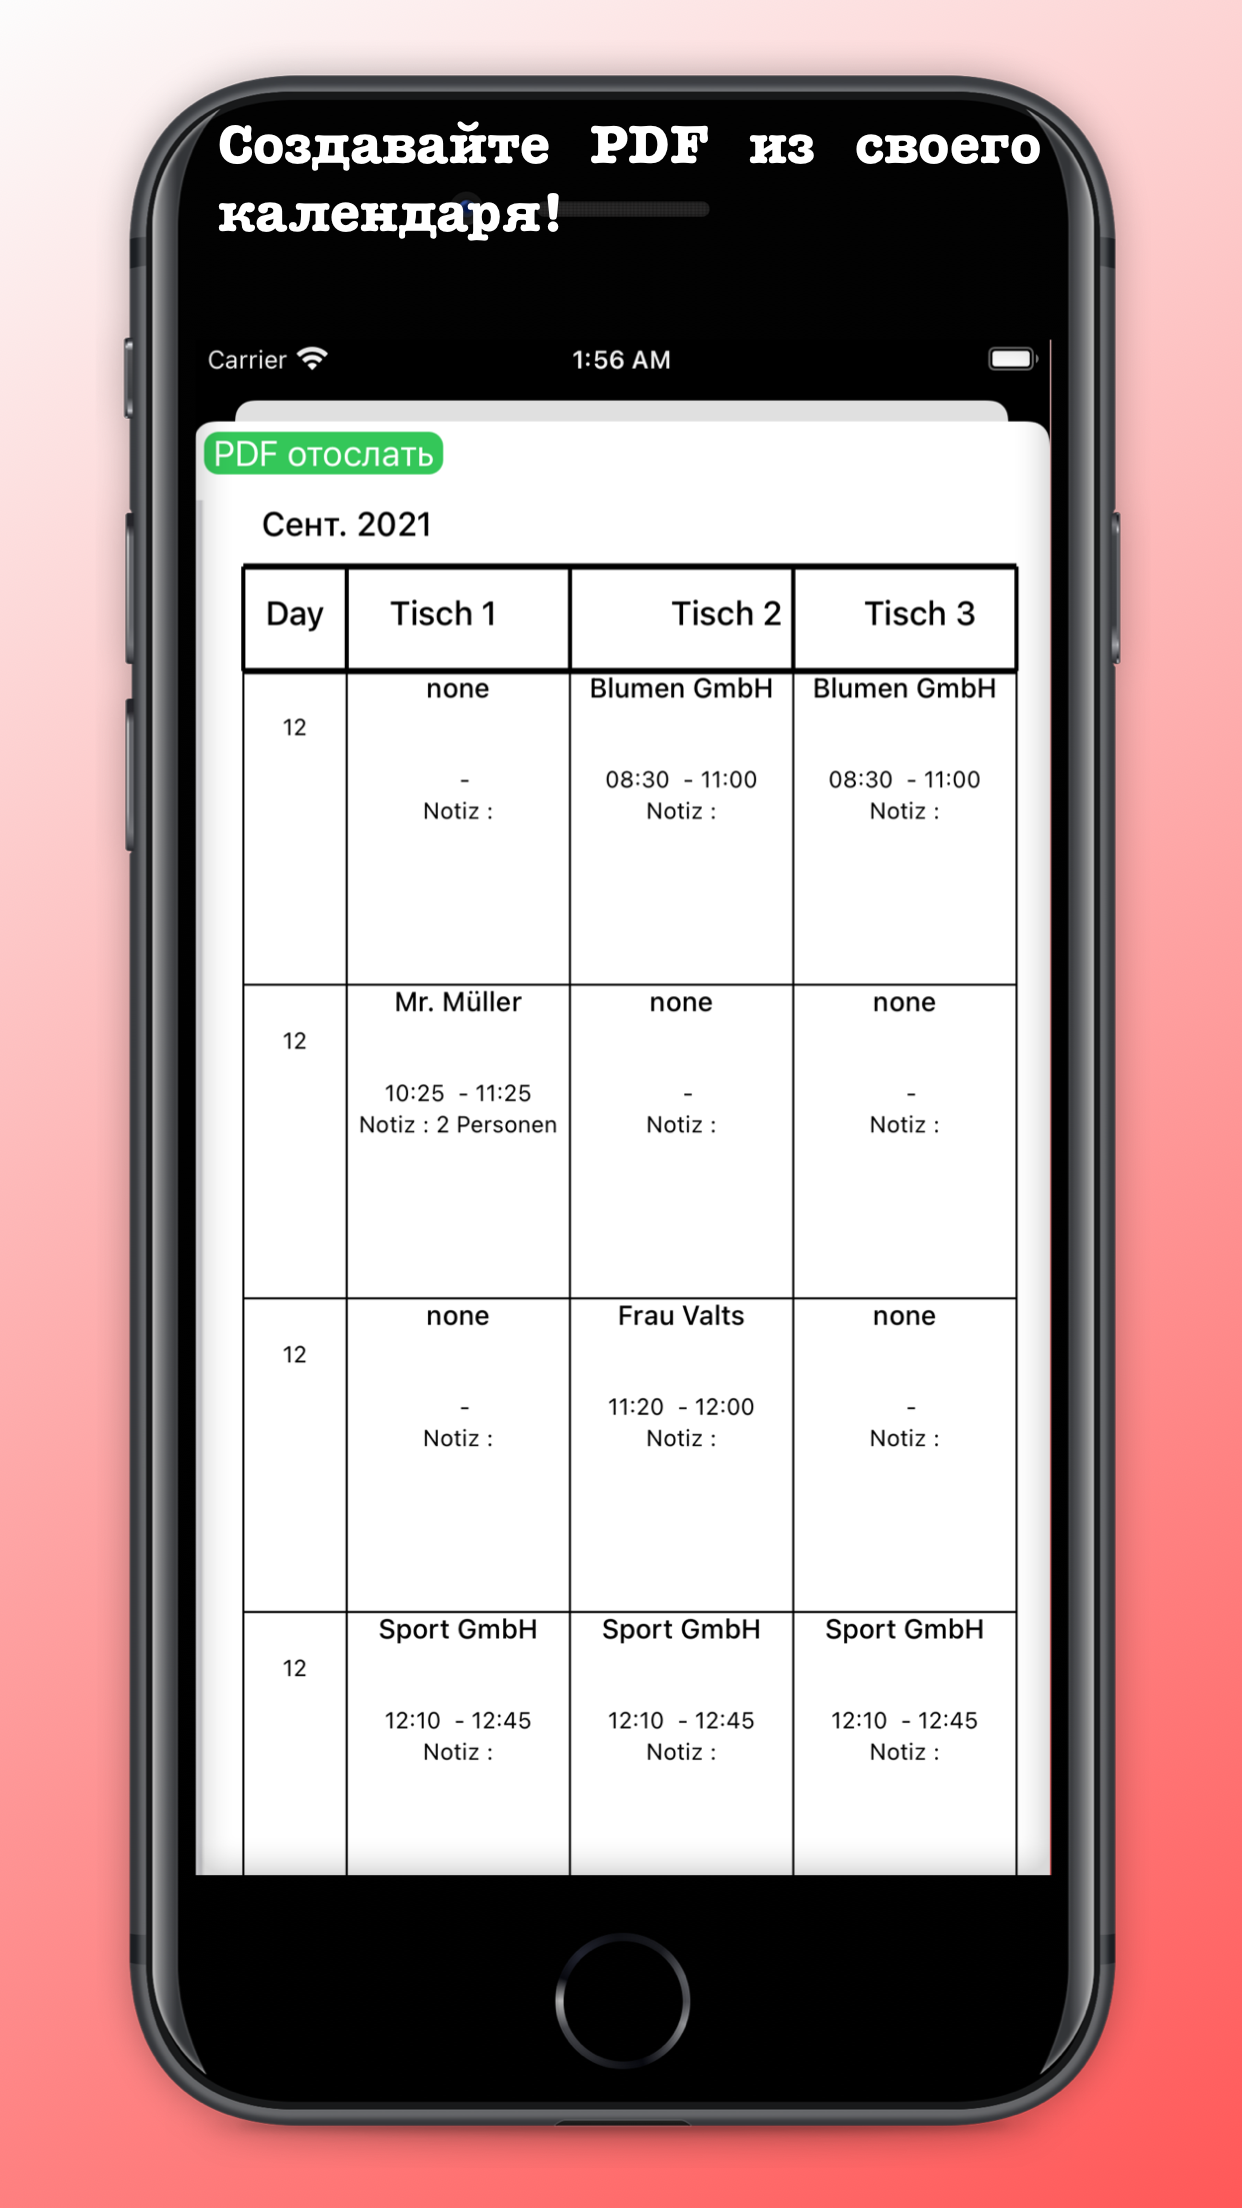 Создавайте PDF из своего
календаря!
Carrier 1:56 AM
PDF отослать
Сент. 2021
Day Tisch 1 Tisch 2 Tisch 3
none Blumen GmbH Blumen GmbH
12
- 08:30 - 11:00 08:30 - 11:00
Notiz : Notiz : Notiz :
Mr. Müller none none
12
10:25 - 11:25 - -
Notiz : 2 Personen Notiz : Notiz :
none Frau Valts none
12
- 11:20 - 12:00 -
Notiz : Notiz : Notiz :
Sport GmbH Sport GmbH Sport GmbH
12
12:10 - 12:45 12:10 - 12:45 12:10 - 12:45
Notiz : Notiz : Notiz :